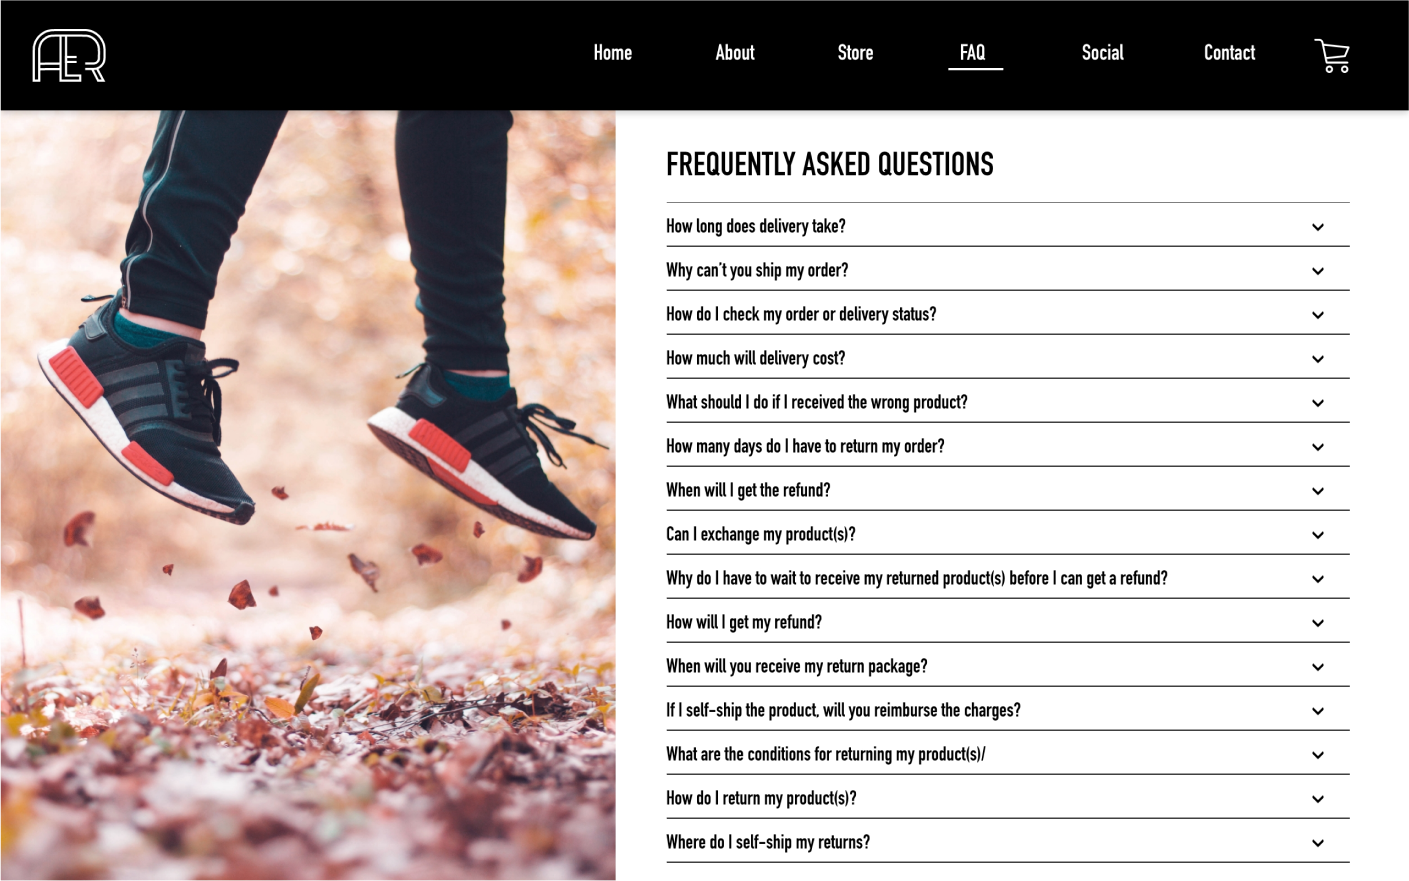 AER
Home About Store FAQ Social Contact
FREQUENTLY ASKED QUESTIONS
How long does delivery take?
Why can't you ship my order?
How do I check my order or delivery status?
How much will delivery cost?
What should I do if I received the wrong product?
How many days do I have to return my order?
When will I get the refund?
Can I exchange my product(s)?
Why do I have to wait to receive my returned product(s) before I can get a refund?
How will I get my refund?
When will you receive my return package?
If I self-ship the product, will you reimburse the charges?
What are the conditions for returning my product(s)/
How do I return my product(s)?
Where do I self-ship my returns?